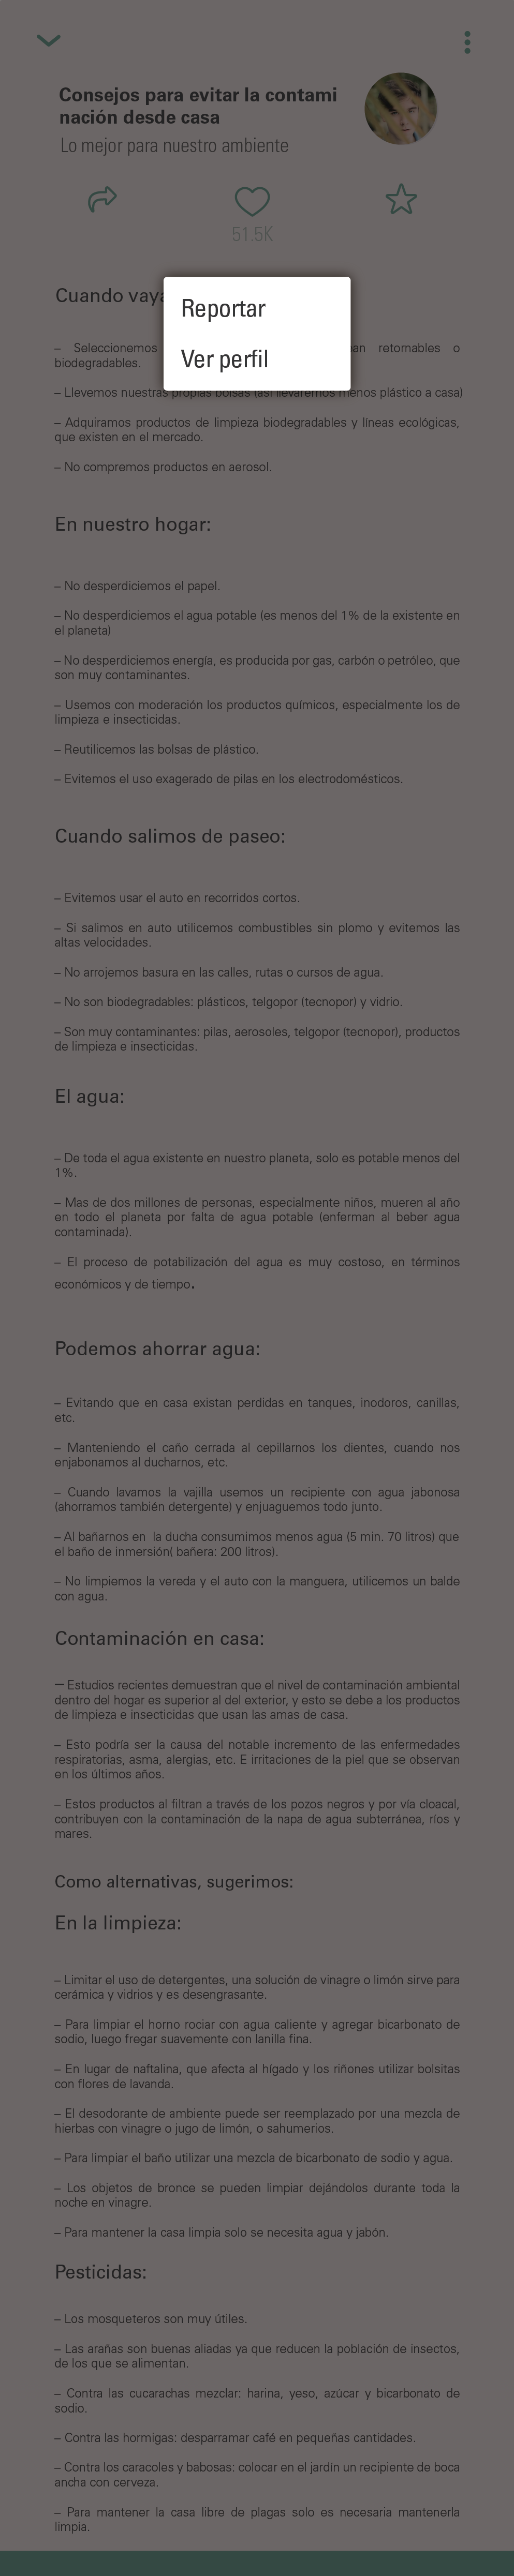 Consejos para evitar la contami
nación desde casa
Lo mejor para nuestro ambiente
51.5K
Cuando vaya
Reportar
Ver perfil
– Seleccionemos an retornables o
biodegradables.
– Llevemos nuestras propias bolsas (así llevaremos menos plástico a casa)
– Adquiramos productos de limpieza biodegradables y líneas ecológicas,
que existen en el mercado.
– No compremos productos en aerosol.
En nuestro hogar:
– No desperdiciemos el papel.
– No desperdiciemos el agua potable (es menos del 1% de la existente en
el planeta)
– No desperdiciemos energía, es producida por gas, carbón o petróleo, que
son muy contaminantes.
– Usemos con moderación los productos químicos, especialmente los de
limpieza e insecticidas.
– Reutilicemos las bolsas de plástico.
– Evitemos el uso exagerado de pilas en los electrodomésticos.
Cuando salimos de paseo:
– Evitemos usar el auto en recorridos cortos.
– Si salimos en auto utilicemos combustibles sin plomo y evitemos las
altas velocidades.
– No arrojemos basura en las calles, rutas o cursos de agua.
– No son biodegradables: plásticos, telgopor (tecnopor) y vidrio.
– Son muy contaminantes: pilas, aerosoles, telgopor (tecnopor), productos
de limpieza e insecticidas.
El agua:
– De toda el agua existente en nuestro planeta, solo es potable menos del
1%.
– Mas de dos millones de personas, especialmente niños, mueren al año
en todo el planeta por falta de agua potable (enferman al beber agua
contaminada).
– El proceso de potabilización del agua es muy costoso, en términos
económicos y de tiempo.
Podemos ahorrar agua:
– Evitando que en casa existan perdidas en tanques, inodoros, canillas,
etc.
– Manteniendo el caño cerrada al cepillarnos los dientes, cuando nos
enjabonamos al ducharnos, etc.
– Cuando lavamos la vajilla usemos un recipiente con agua jabonosa
(ahorramos también detergente) y enjuaguemos todo junto.
– Al bañarnos en la ducha consumimos menos agua (5 min. 70 litros) que
el baño de inmersión( bañera: 200 litros).
– No limpiemos la vereda y el auto con la manguera, utilicemos un balde
con agua.
Contaminación en casa:
– Estudios recientes demuestran que el nivel de contaminación ambiental
dentro del hogar es superior al del exterior, y esto se debe a los productos
de limpieza e insecticidas que usan las amas de casa.
– Esto podría ser la causa del notable incremento de las enfermedades
respiratorias, asma, alergias, etc. E irritaciones de la piel que se observan
en los últimos años.
– Estos productos al filtran a través de los pozos negros y por vía cloacal,
contribuyen con la contaminación de la napa de agua subterránea, ríos y
mares.
Como alternativas, sugerimos:
En la limpieza:
– Limitar el uso de detergentes, una solución de vinagre o limón sirve para
cerámica y vidrios y es desengrasante.
– Para limpiar el horno rociar con agua caliente y agregar bicarbonato de
sodio, luego fregar suavemente con lanilla fina.
– En lugar de naftalina, que afecta al hígado y los riñones utilizar bolsitas
con flores de lavanda.
– El desodorante de ambiente puede ser reemplazado por una mezcla de
hierbas con vinagre o jugo de limón, o sahumerios.
– Para limpiar el baño utilizar una mezcla de bicarbonato de sodio y agua.
– Los objetos de bronce se pueden limpiar dejándolos durante toda la
noche en vinagre.
– Para mantener la casa limpia solo se necesita agua y jabón.
Pesticidas:
– Los mosqueteros son muy útiles.
– Las arañas son buenas aliadas ya que reducen la población de insectos,
de los que se alimentan.
– Contra las cucarachas mezclar: harina, yeso, azúcar y bicarbonato de
sodio.
– Contra las hormigas: desparramar café en pequeñas cantidades.
– Contra los caracoles y babosas: colocar en el jardín un recipiente de boca
ancha con cerveza.
– Para mantener la casa libre de plagas solo es necesaria mantenerla
limpia.